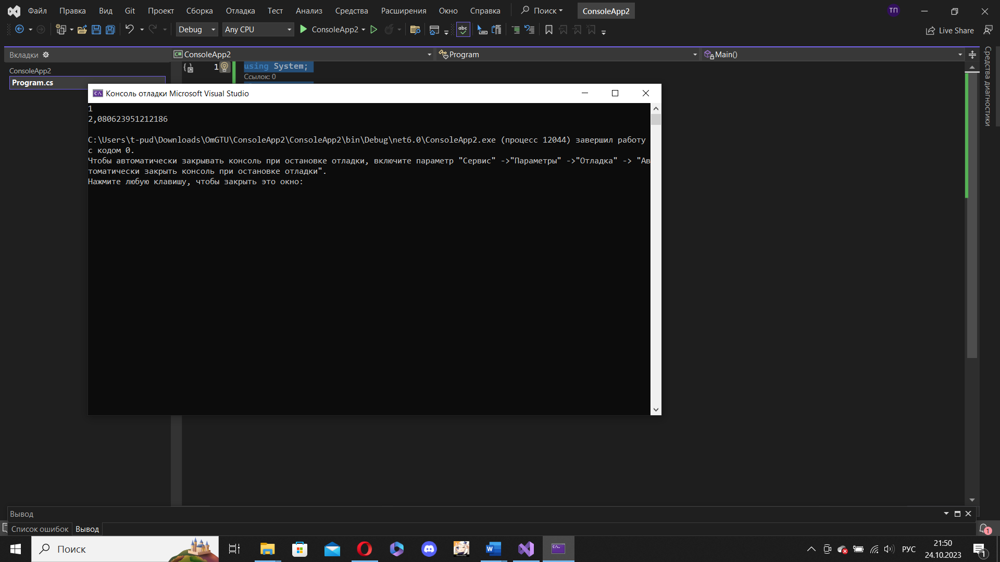 Файл Правка Вид Git Проект Сборка Отладка Тест Анализ Средства Расширения Окно Справка Поиск ConsoleApp2 ТП
Debug Any CPU ConsoleApp2 abc Live Share
Вкладки ConsoleApp2 Program Main()
ConsoleApp2
Program.cs
1 using System;
Ссылок: 0
Средства диагностики
Консоль отладки Microsoft Visual Studio
1
2,080623951212186
C:\Users\t-pud\Downloads\OmGTU\ConsoleApp2\ConsoleApp2\bin\Debug\net6.0\ConsoleApp2.exe (процесс 12044) завершил работу
с кодом 0.
Чтобы автоматически закрывать консоль при остановке отладки, включите параметр "Сервис" ->"Параметры" ->"Отладка" -> "Ав
томатически закрыть консоль при остановке отладки".
Нажмите любую клавишу, чтобы закрыть это окно:
Вывод
Список ошибок Вывод 1
Поиск РУС 21:50
24.10.2023 1